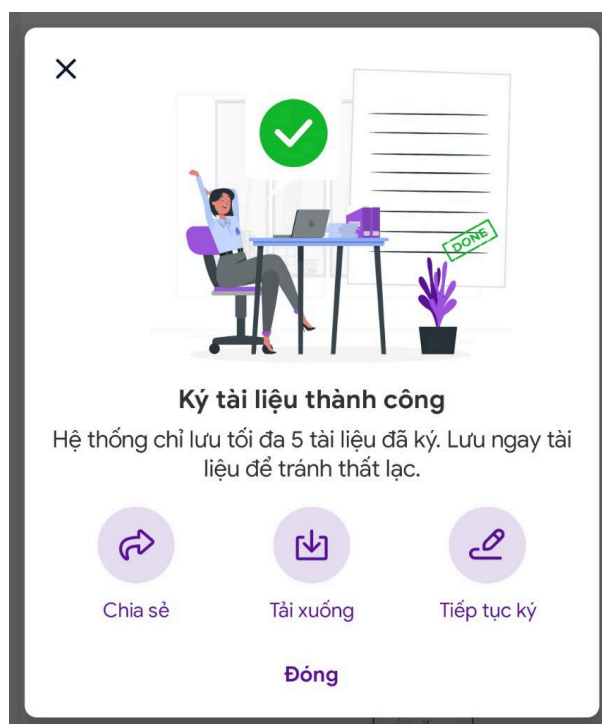 DONE
Ký tài liệu thành công
Hệ thống chỉ lưu tối đa 5 tài liệu đã ký. Lưu ngay tài
liệu để tránh thất lạc.
Chia sẻ
Tải xuống
Tiếp tục ký
Đóng